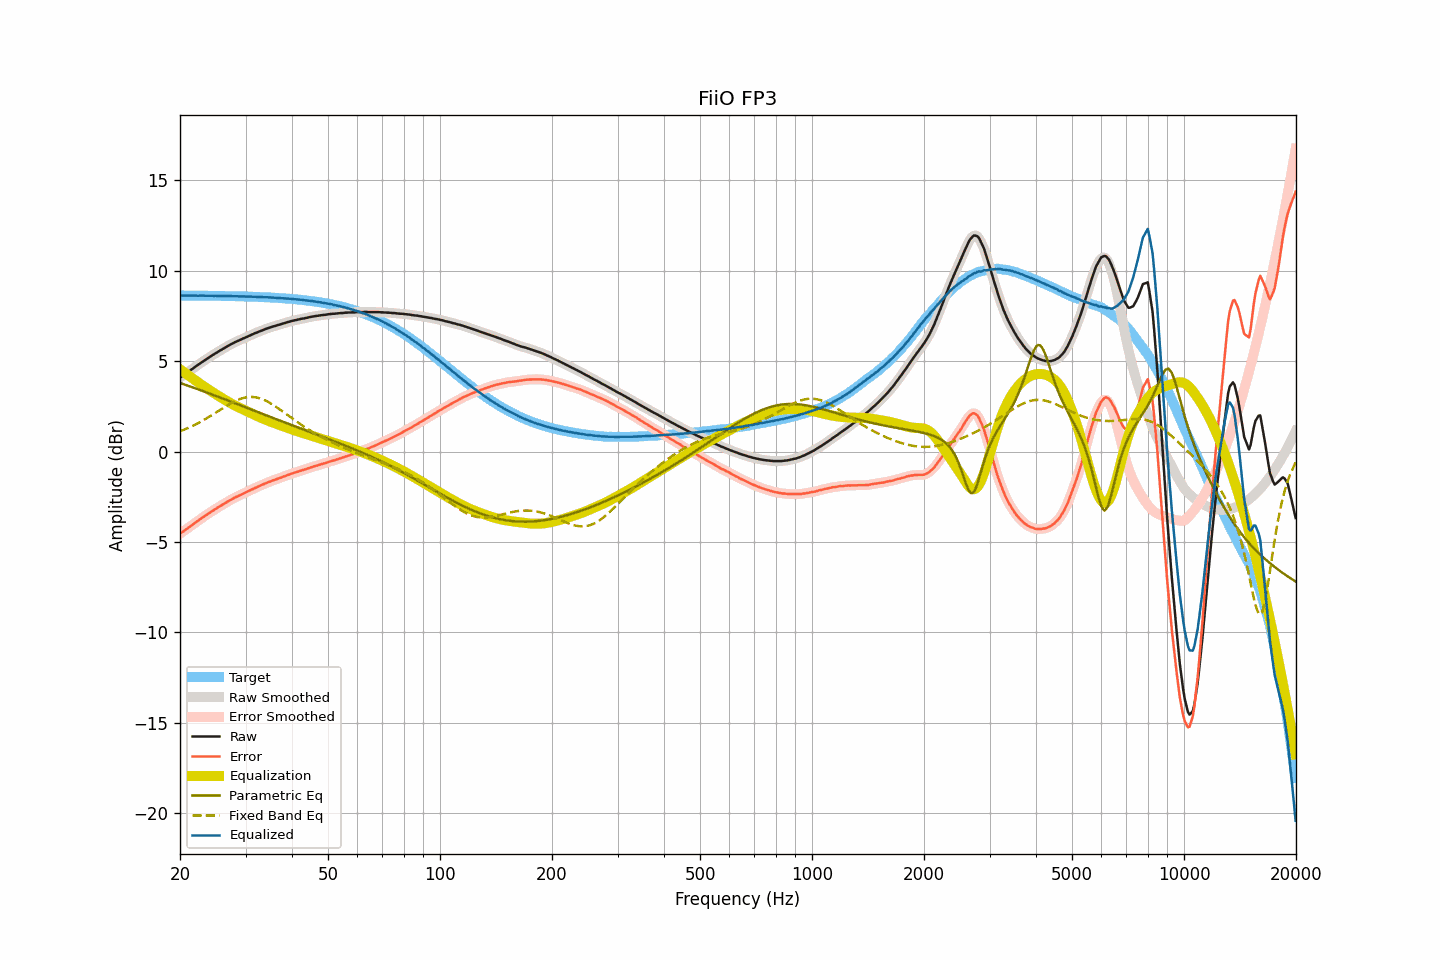 FiiO FP3
Amplitude (dBr)
15
10
5
0
−5
−10
−15
−20
Target
Raw Smoothed
Error Smoothed
Raw
Error
Equalization
Parametric Eq
Fixed Band Eq
Equalized
20 50 100 200 500 1000 2000 5000 10000 20000
Frequency (Hz)